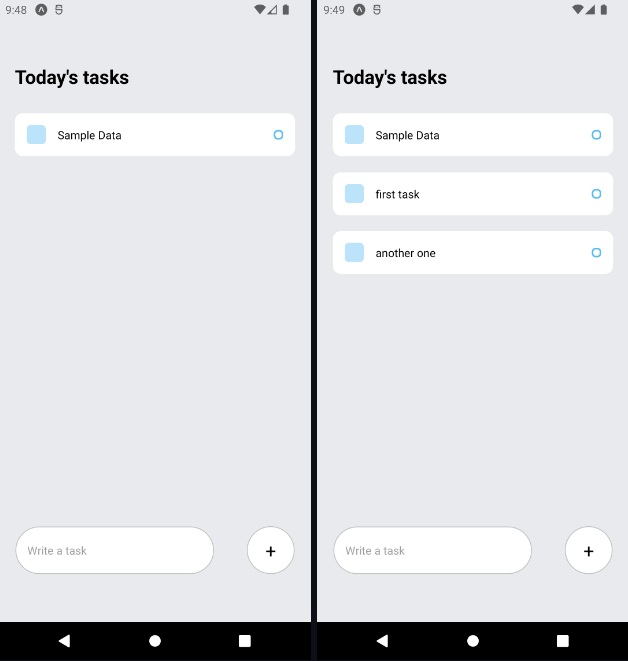 9:48
Today's tasks
Sample Data
Write a task
+
9:49
Today's tasks
Sample Data
first task
another one
Write a task
+